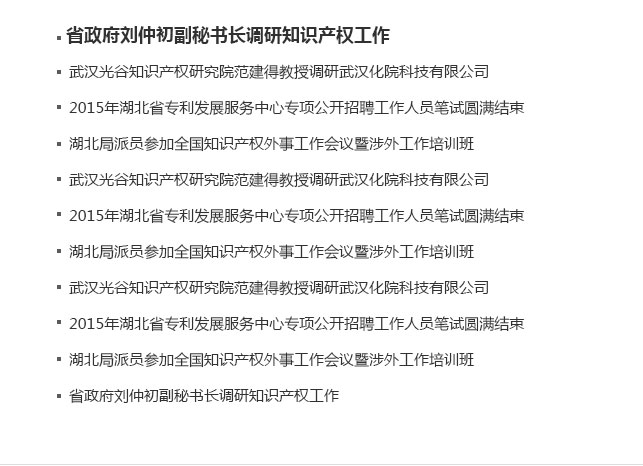 省政府刘仲初副秘书长调研知识产权工作
武汉光谷知识产权研究院范建得教授调研武汉化院科技有限公司
2015年湖北省专利发展服务中心专项公开招聘工作人员笔试圆满结束
湖北局派员参加全国知识产权外事工作会议暨涉外工作培训班
武汉光谷知识产权研究院范建得教授调研武汉化院科技有限公司
2015年湖北省专利发展服务中心专项公开招聘工作人员笔试圆满结束
湖北局派员参加全国知识产权外事工作会议暨涉外工作培训班
武汉光谷知识产权研究院范建得教授调研武汉化院科技有限公司
2015年湖北省专利发展服务中心专项公开招聘工作人员笔试圆满结束
湖北局派员参加全国知识产权外事工作会议暨涉外工作培训班
省政府刘仲初副秘书长调研知识产权工作